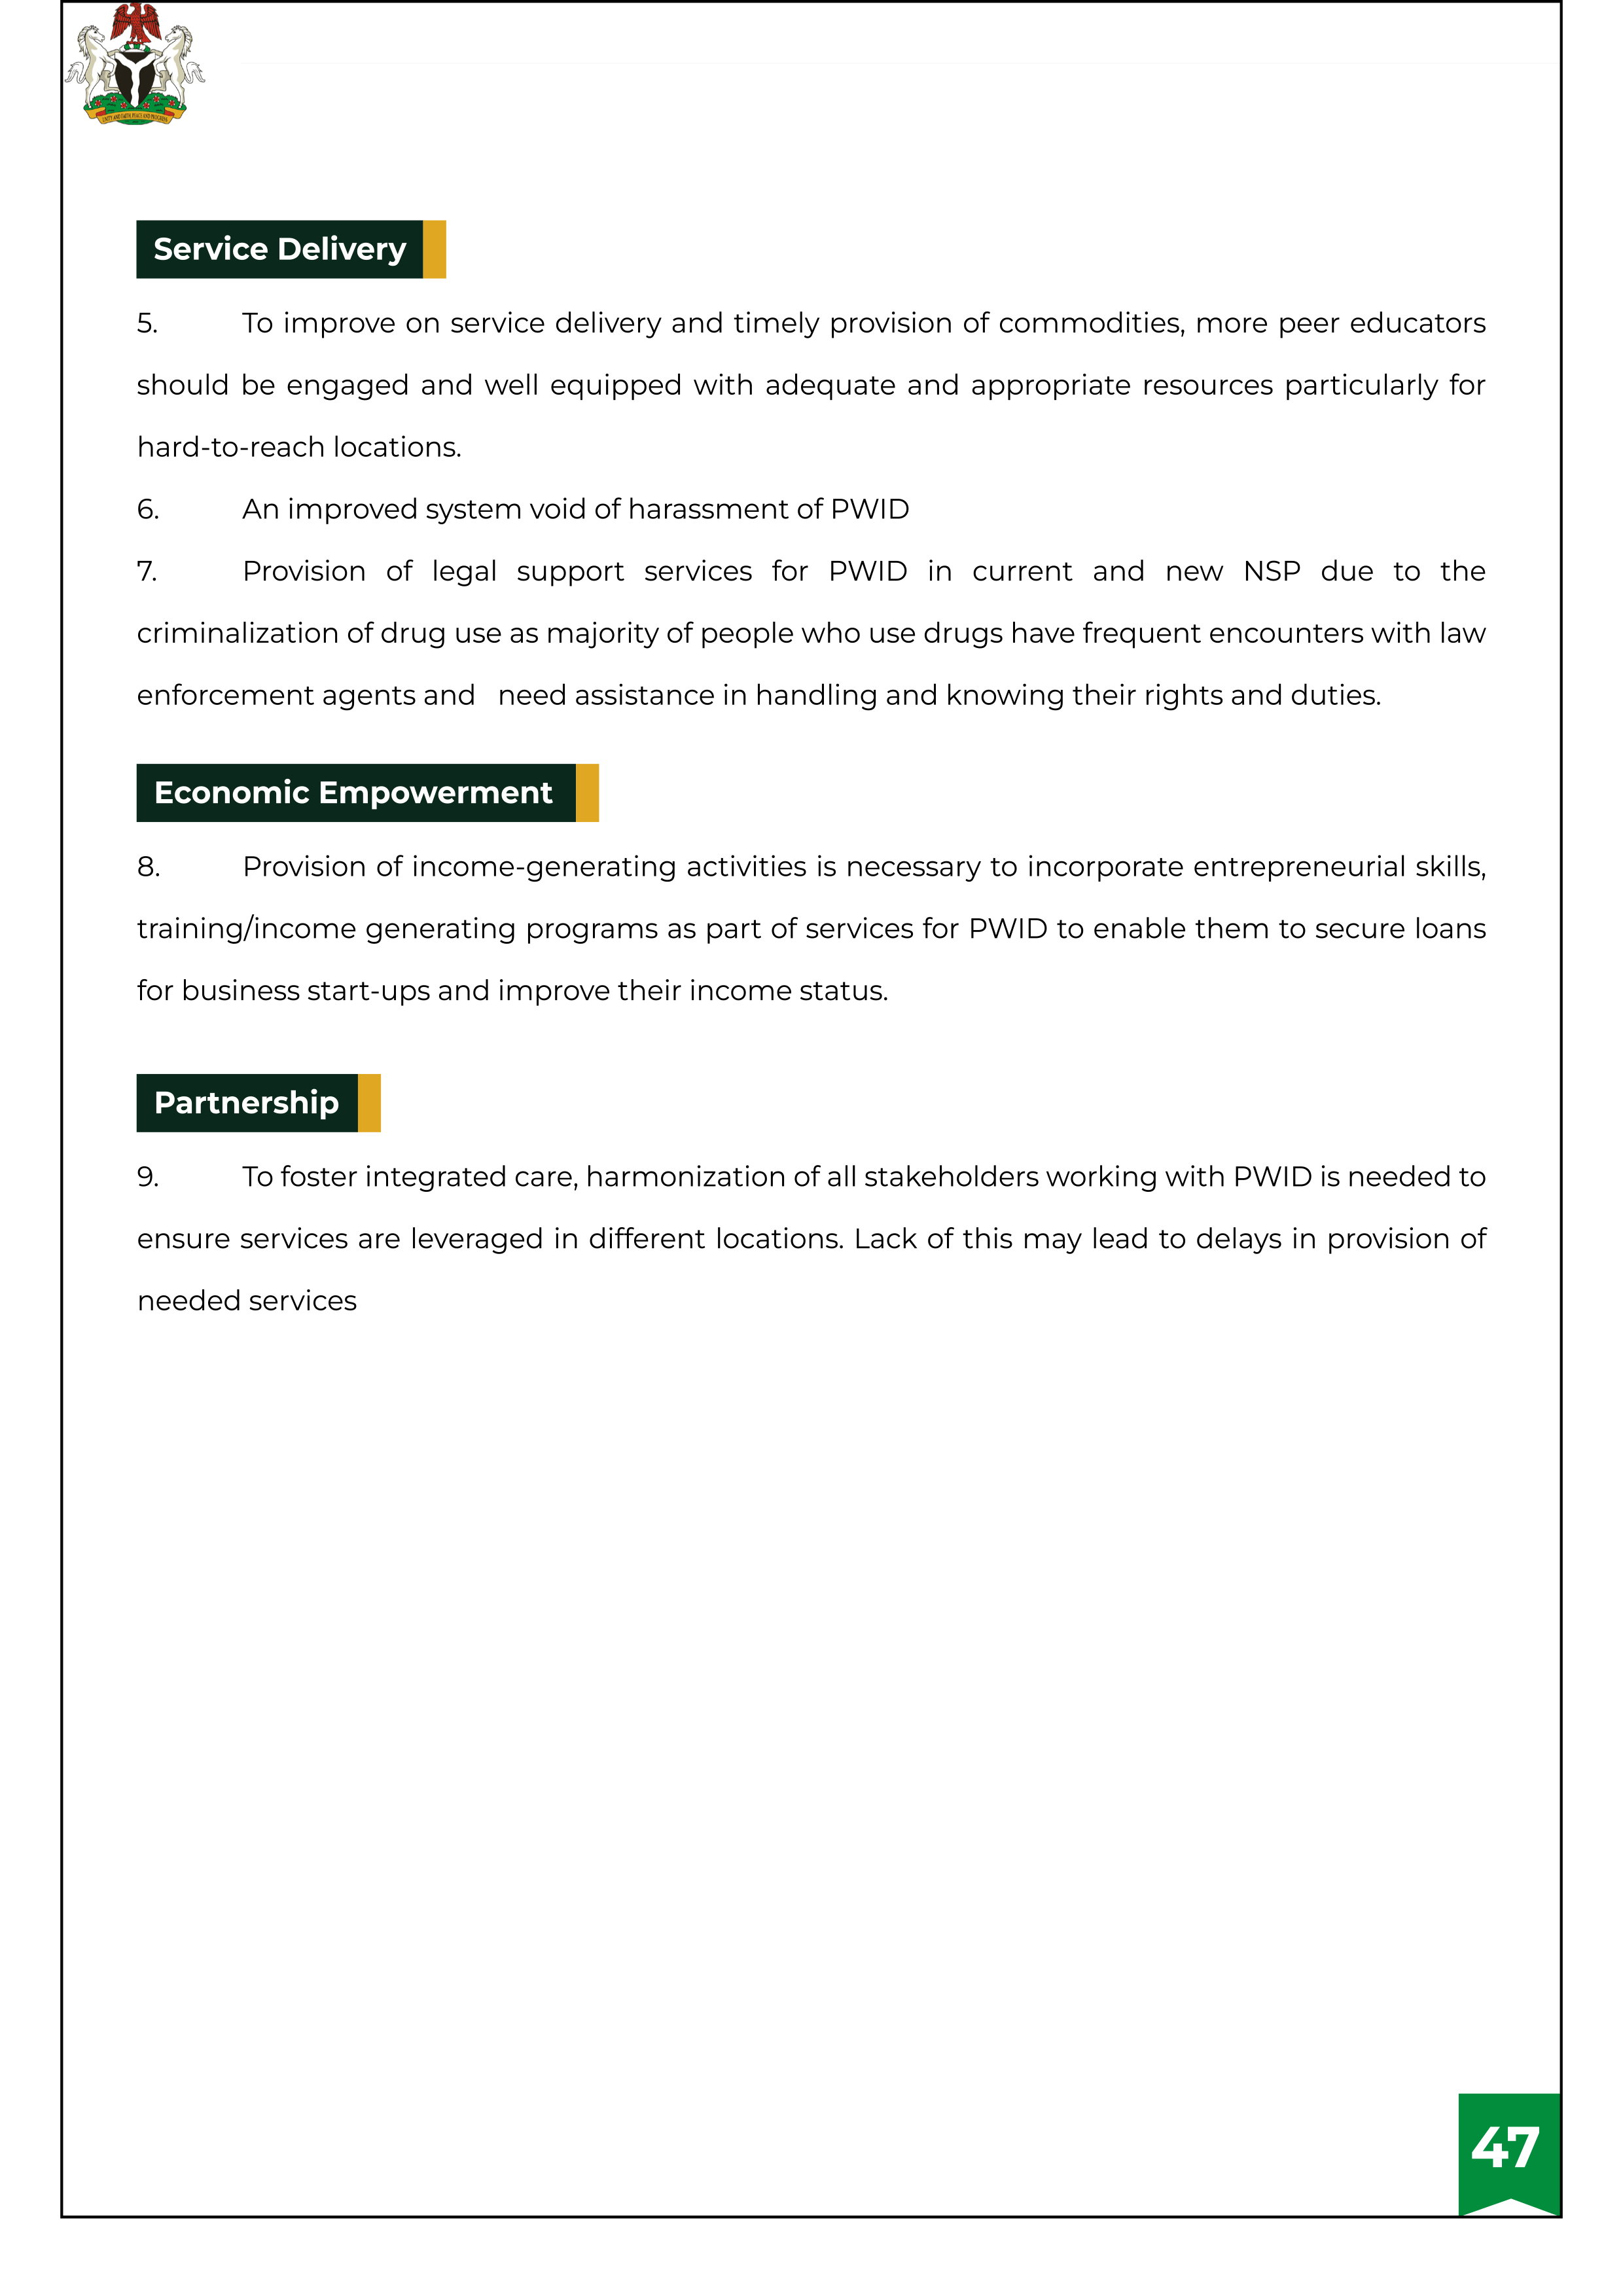 UNITY AND FAITH, PEACE AND PROGRESS
Service Delivery
5. To improve on service delivery and timely provision of commodities, more peer educators
should be engaged and well equipped with adequate and appropriate resources particularly for
hard-to-reach locations.
6. An improved system void of harassment of PWID
7. Provision of legal support services for PWID in current and new NSP due to the
criminalization of drug use as majority of people who use drugs have frequent encounters with law
enforcement agents and need assistance in handling and knowing their rights and duties.
Economic Empowerment
8. Provision of income-generating activities is necessary to incorporate entrepreneurial skills,
training/income generating programs as part of services for PWID to enable them to secure loans
for business start-ups and improve their income status.
Partnership
9. To foster integrated care, harmonization of all stakeholders working with PWID is needed to
ensure services are leveraged in different locations. Lack of this may lead to delays in provision of
needed services
47